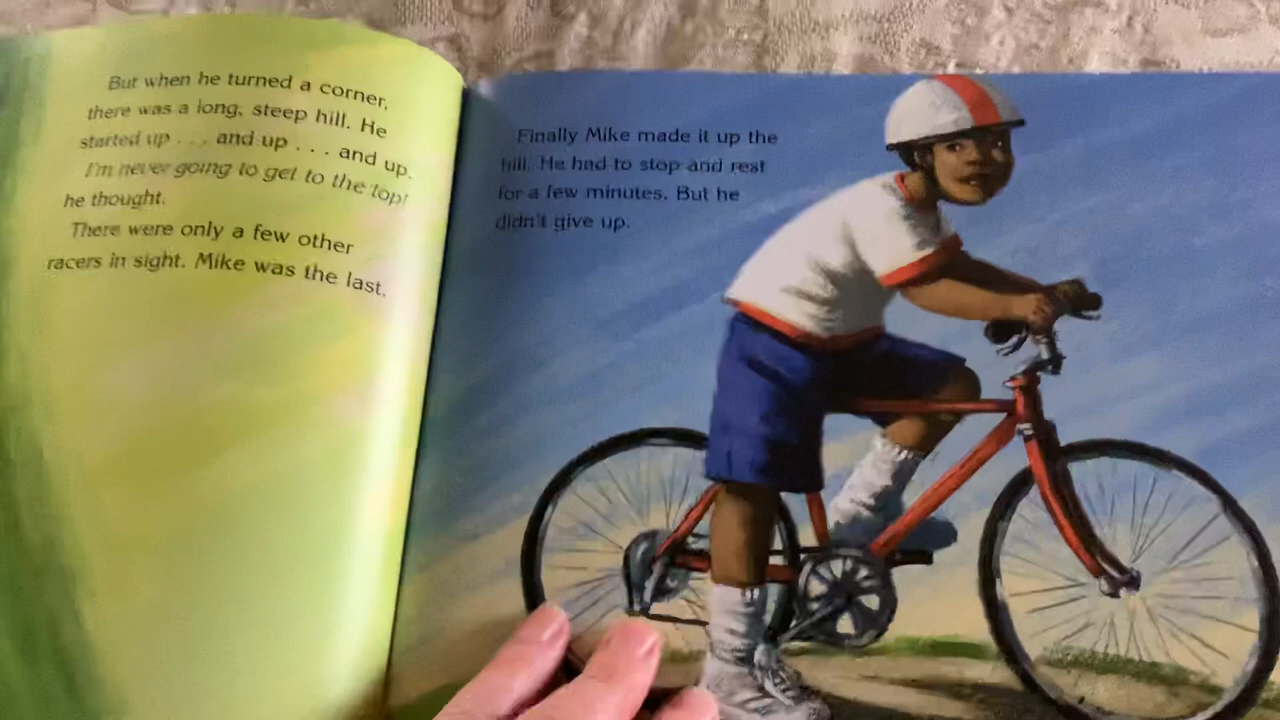 But when he turned a corner,
there was a long, steep hill. He
started up . . . and up . . . and up.
I'm never going to get to the top!
he thought.
There were only a few other
racers in sight. Mike was the last.
Finally Mike made it up the
hill. He had to stop and rest
for a few minutes. But he
didn't give up.